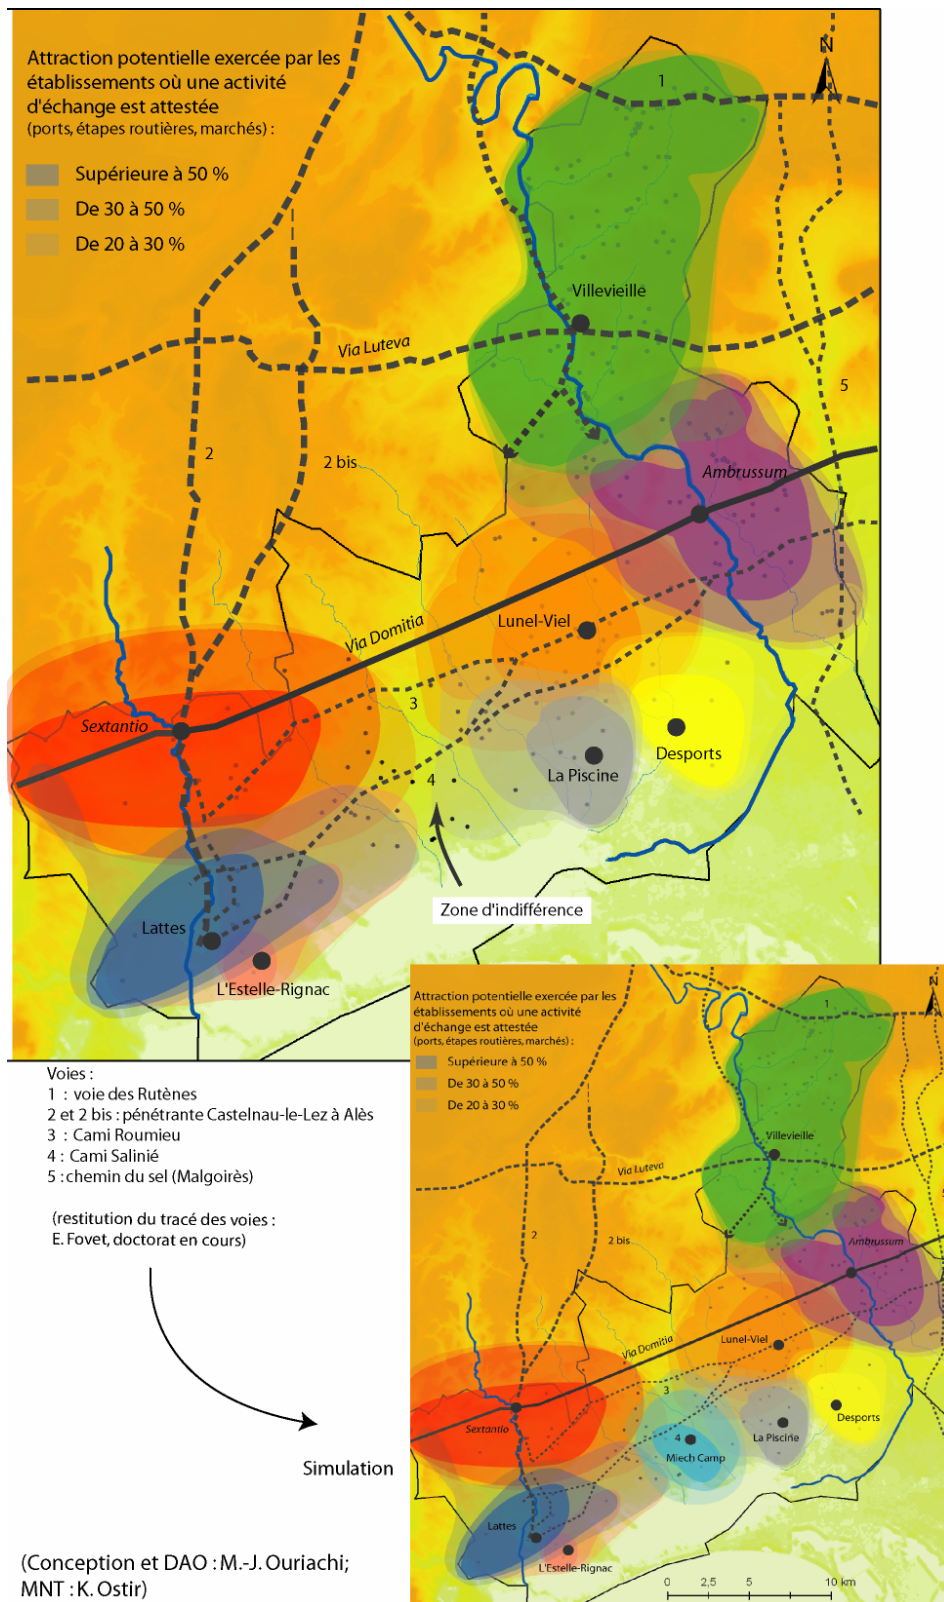 Attraction potentielle exercée par les
établissements où une activité
d'échange est attestée
(ports, étapes routières, marchés) :
Supérieure à 50 %
De 30 à 50 %
De 20 à 30 %
N
1
Villevieille
Via Luteva
5
2
2 bis
Ambrussum
Lunel-Viel
Via Domitia
3
Sextantio
Desports
La Piscine
4
Zone d'indifférence
Lattes
L'Estelle-Rignac
Voies :
1 : voie des Rutènes
2 et 2 bis : pénétrante Castelnau-le-Lez à Alès
3 : Cami Roumieu
4 : Cami Salinié
5 : chemin du sel (Malgoirès)
(restitution du tracé des voies :
E. Fovet, doctorat en cours)
Simulation
(Conception et DAO : M.-J. Ouriachi;
MNT : K. Ostir)
Attraction potentielle exercée par les
établissements où une activité
d'échange est attestée
(ports, étapes routières, marchés) :
Supérieure à 50 %
De 30 à 50 %
De 20 à 30 %
N
1
Villevieille
Via Luteva
5
2
2 bis
Ambrussum
Lunel-Viel
Via Domitia
3
Desports
Sextantio
4
La Piscine
Miech Camp
Lattes
L'Estelle-Rignac
0 2,5 5 10 km